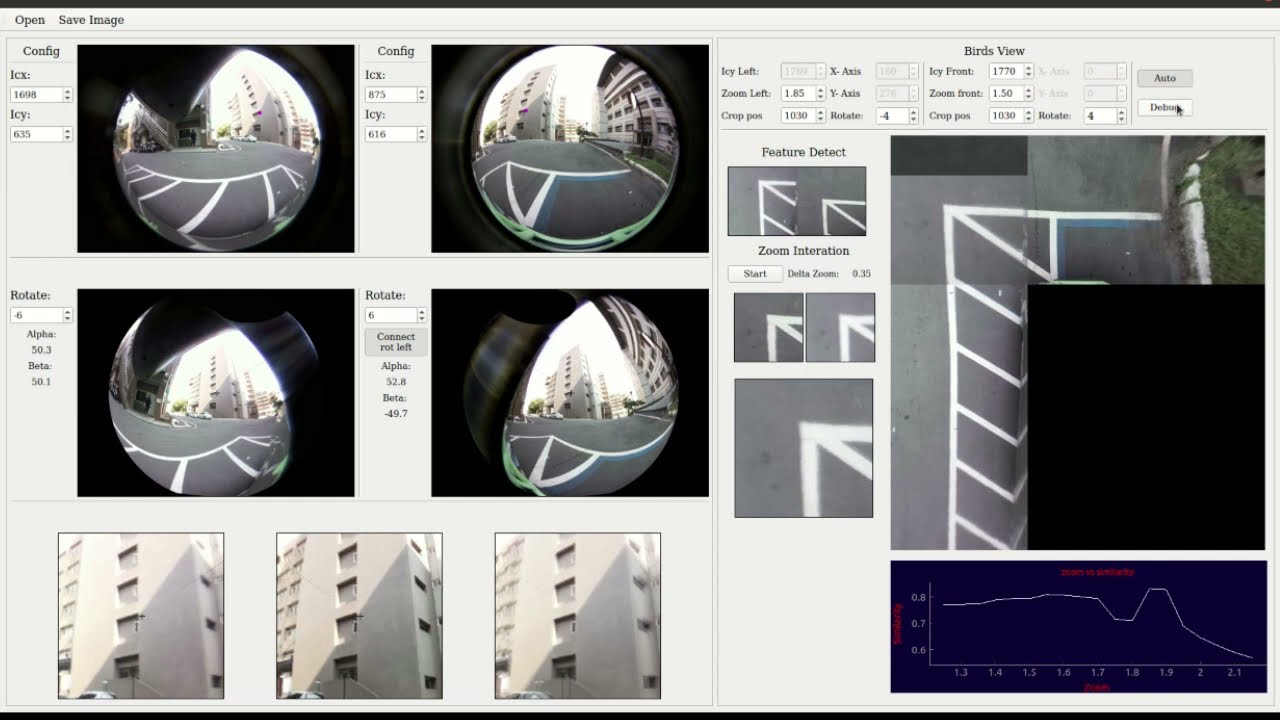 Open Save Image
Config
Icx:
1698
Icy:
635
Config
Icx:
875
Icy:
616
Rotate:
-6
Alpha:
50.3
Beta:
50.1
Rotate:
6
Connect
rot left
Alpha:
52.8
Beta:
-49.7
Birds View
Icy Left: 1769 X- Axis 160 Icy Front: 1770 X- Axis 0
Zoom Left: 1.85 Y- Axis 276 Zoom front: 1.50 Y- Axis 0
Crop pos 1030 Rotate: -4 Crop pos 1030 Rotate: 4
Auto
Debug
Feature Detect
Zoom Interation
Start Delta Zoom: 0.35
zoom vs similarity
Similarity
0.8
0.7
0.6
1.3 1.4 1.5 1.6 1.7 1.8 1.9 2 2.1
Zoom